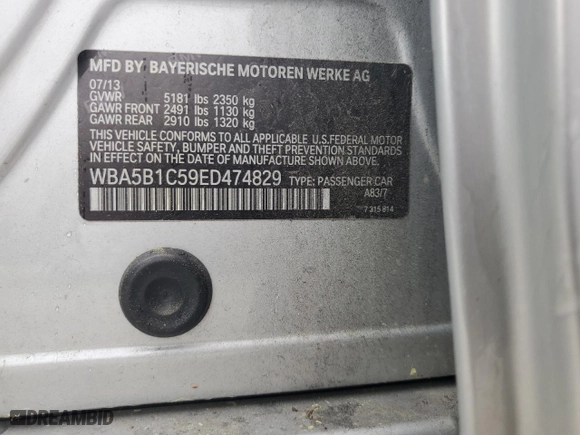 MFD BY BAYERISCHE MOTOREN WERKE AG
07/13
GVWR 5181 lbs 2350 kg
GAWR FRONT 2491 lbs 1130 kg
GAWR REAR 2910 lbs 1320 kg
THIS VEHICLE CONFORMS TO ALL APPLICABLE U.S.FEDERAL MOTOR
VEHICLE SAFETY, BUMPER AND THEFT PREVENTION STANDARDS IN
EFFECT ON THE DATE OF MANUFACTURE SHOWN ABOVE.
WBA5B1C59ED474829 TYPE: PASSENGER CAR
A83/7
7 315 814
DREAMBID